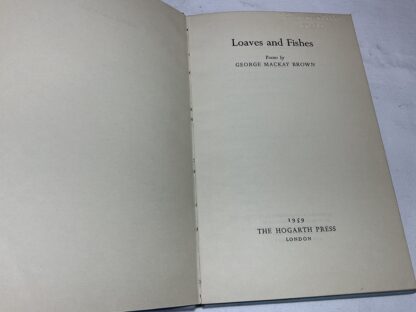 Loaves and Fishes
Poems by
GEORGE MACKAY BROWN
1959
THE HOGARTH PRESS
LONDON